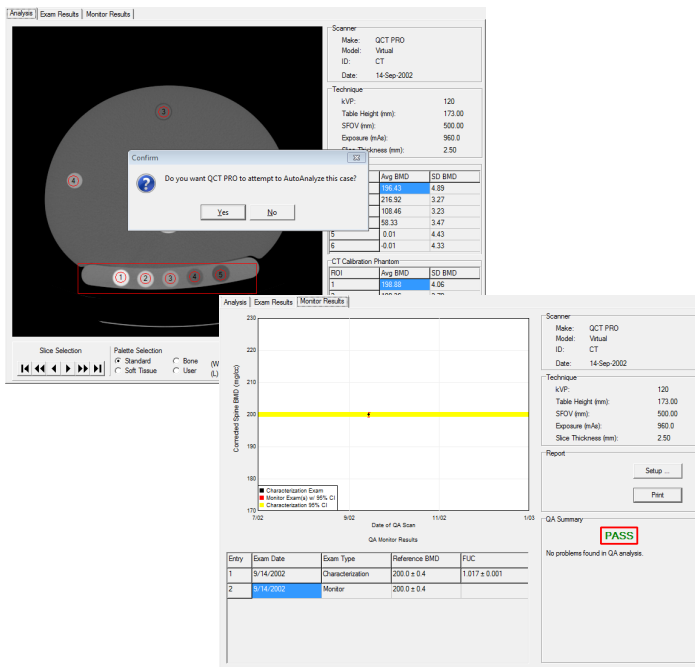 Analysis Exam Results Monitor Results
Scanner
Make: QCT PRO
Model: Virtual
ID: CT
Date: 14-Sep-2002
Technique
kVP: 120
Table Height (mm): 173.00
SFOV (mm): 500.00
Exposure (mAs): 960.0
Slice Thickness (mm): 2.50
3
4
Confirm
Do you want QCT PRO to attempt to AutoAnalyze this case?
Yes No
Avg BMD SD BMD
196.43 4.89
216.92 3.27
108.46 3.23
58.33 3.47
5 0.01 4.43
6 -0.01 4.33
CT Calibration Phantom
ROI Avg BMD SD BMD
1 198.88 4.06
1 2 3 4 5
Slice Selection
Palette Selection
Standard Bone
Soft Tissue User
(W
(L)
Analysis Exam Results Monitor Results
230
220
210
200
190
180
170
Corrected Spine BMD (mg/cc)
Characterization Exam
Monitor Exam(s) w/ 95% CI
Characterization 95% CI
7/02 9/02 11/02 1/03
Date of QA Scan
QA Monitor Results
Entry Exam Date Exam Type Reference BMD FUC
1 9/14/2002 Characterization 200.0 ± 0.4 1.017 ± 0.001
2 9/14/2002 Monitor 200.0 ± 0.4
Scanner
Make: QCT PRO
Model: Virtual
ID: CT
Date: 14-Sep-2002
Technique
kVP: 120
Table Height (mm): 173.00
SFOV (mm): 500.00
Exposure (mAs): 960.0
Slice Thickness (mm): 2.50
Report
Setup ...
Print
QA Summary
PASS
No problems found in QA analysis.